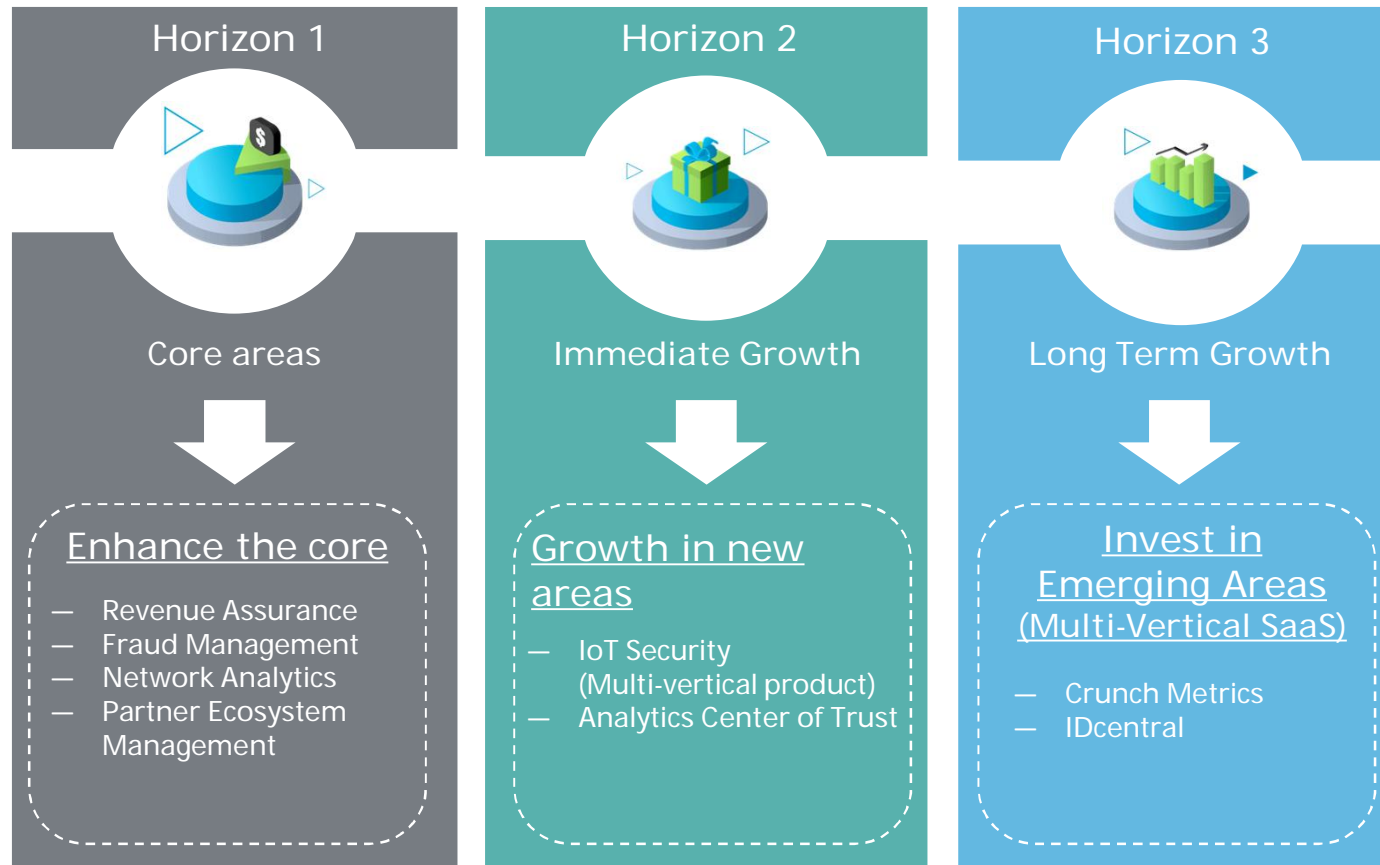 Horizon 1
$
Core areas
Enhance the core
— Revenue Assurance
— Fraud Management
— Network Analytics
— Partner Ecosystem
Management
Horizon 2
Immediate Growth
Growth in new
areas
— IoT Security
(Multi-vertical product)
— Analytics Center of Trust
Horizon 3
Long Term Growth
Invest in
Emerging Areas
(Multi-Vertical SaaS)
— Crunch Metrics
— IDcentral